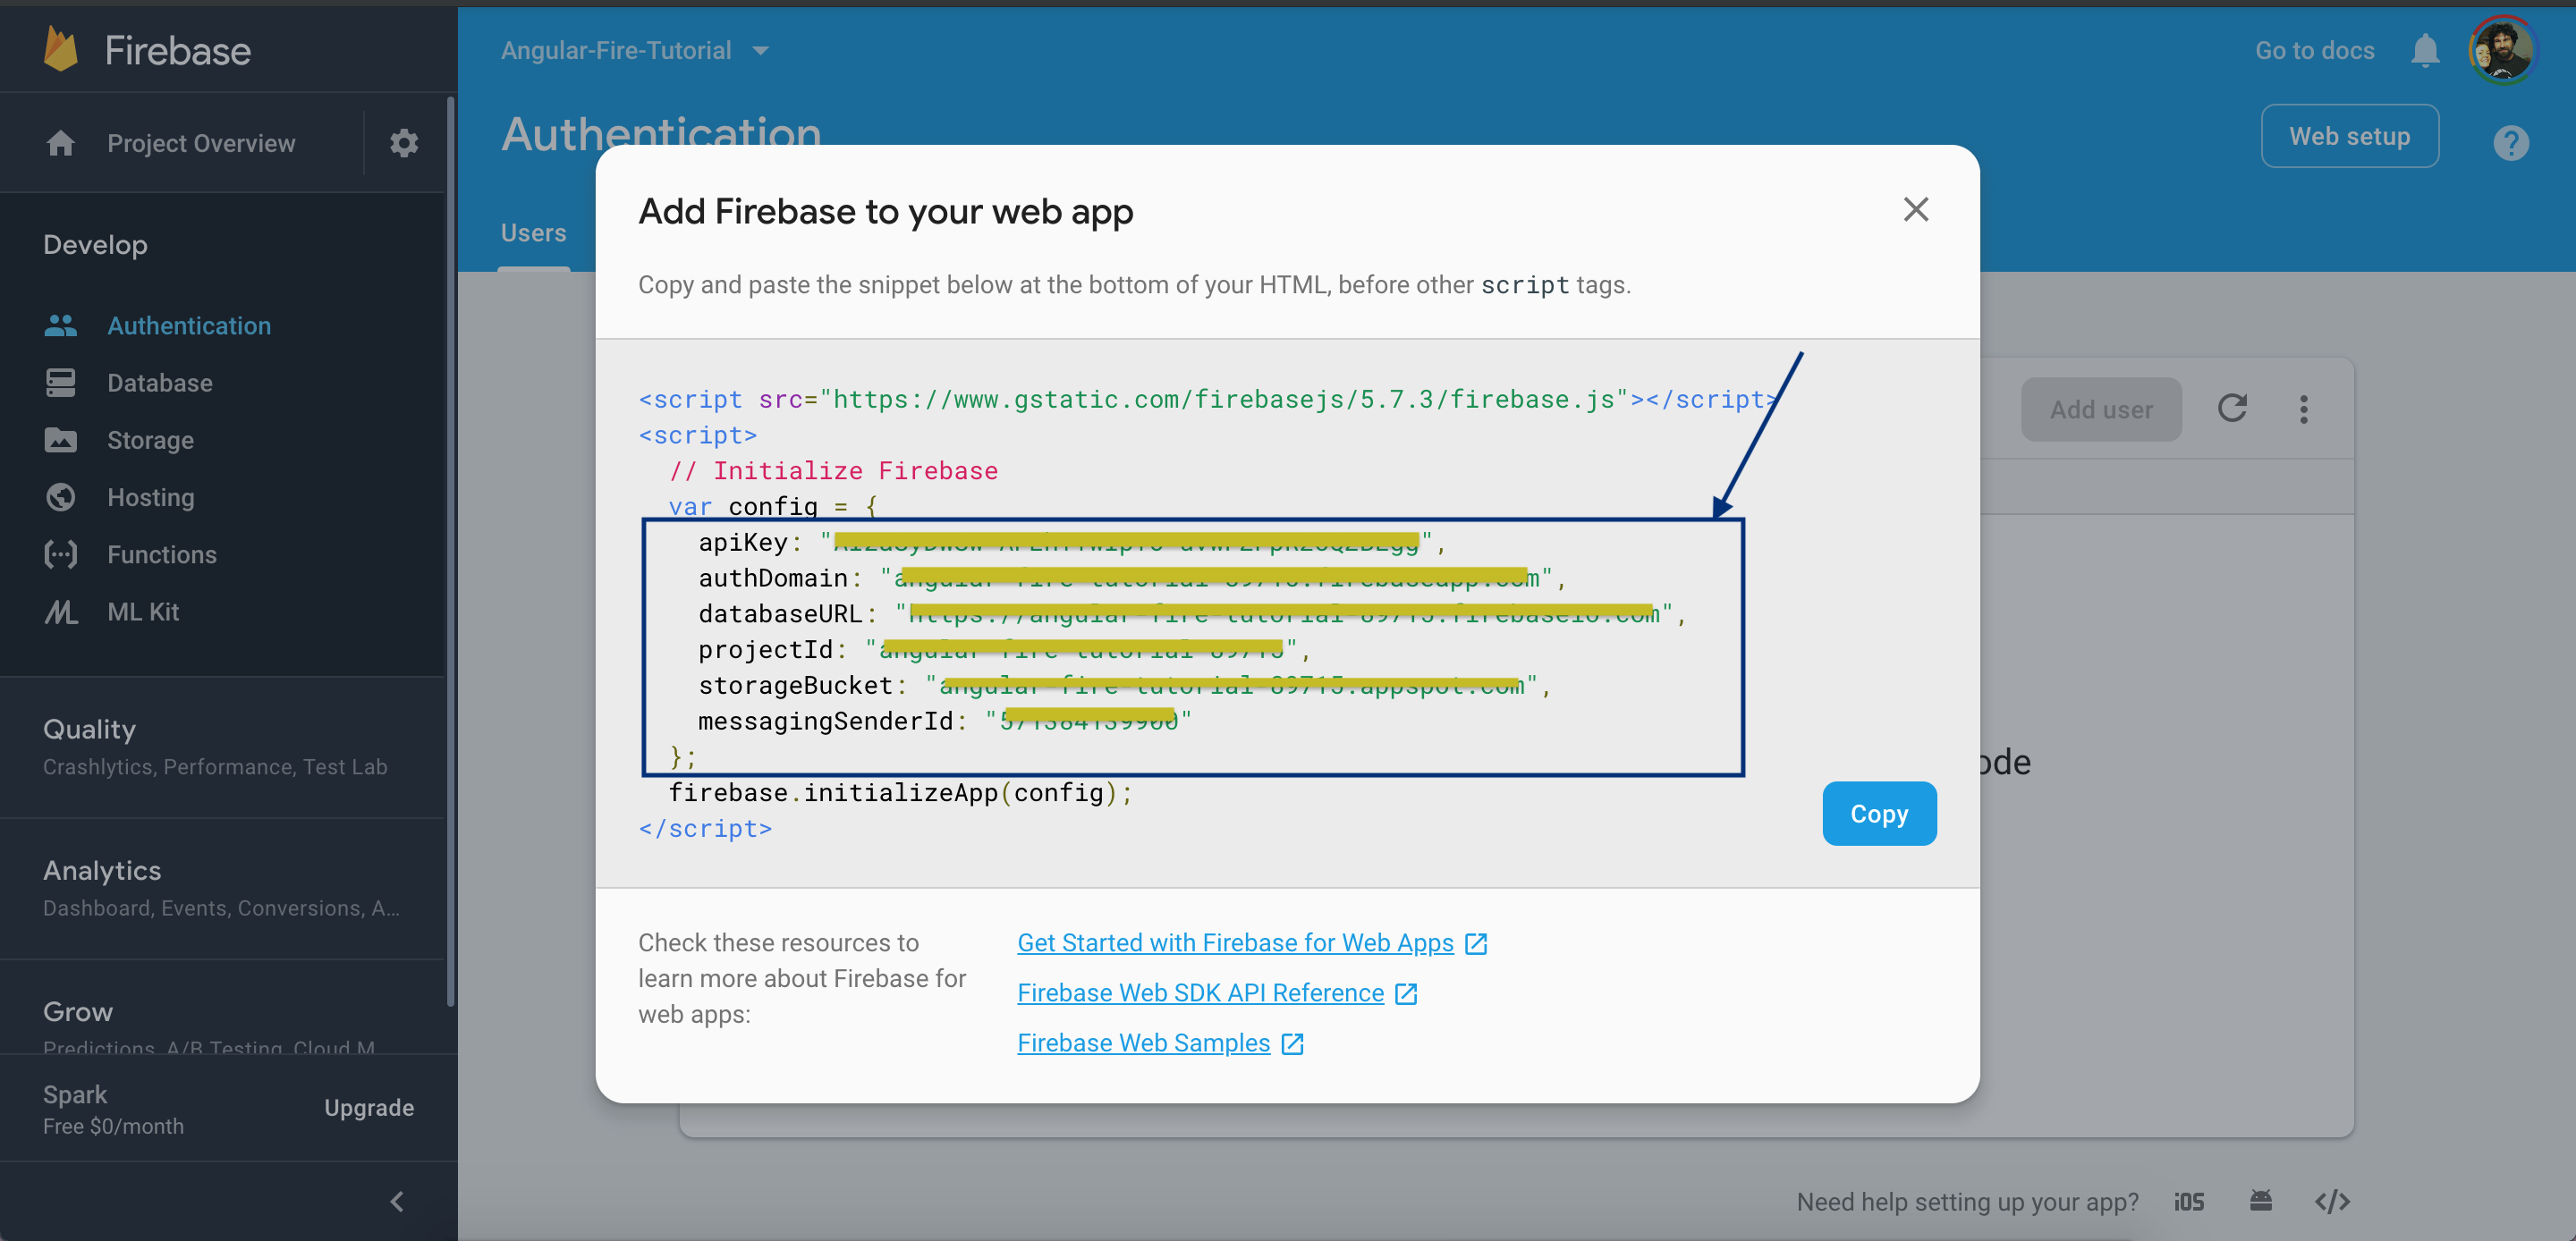 Firebase
Angular-Fire-Tutorial
Go to docs
Project Overview
Authentication
Web setup
Users
Develop
Authentication
Database
Storage
Hosting
Functions
ML Kit
Quality
Crashlytics, Performance, Test Lab
Analytics
Dashboard, Events, Conversions, A...
Grow
Predictions, A/B Testing, Cloud M
Spark
Free $0/month
Upgrade
Add Firebase to your web app
Copy and paste the snippet below at the bottom of your HTML, before other script tags.
<script src="https://www.gstatic.com/firebasejs/5.7.3/firebase.js"></script>
<script>
// Initialize Firebase
var config = {
apiKey: "",
authDomain: "",
databaseURL: "",
projectId: "",
storageBucket: "",
messagingSenderId: ""
};
firebase.initializeApp(config);
</script>
Copy
Check these resources to
learn more about Firebase for
web apps:
Get Started with Firebase for Web Apps
Firebase Web SDK API Reference
Firebase Web Samples
Add user
ode
Need help setting up your app?
iOS